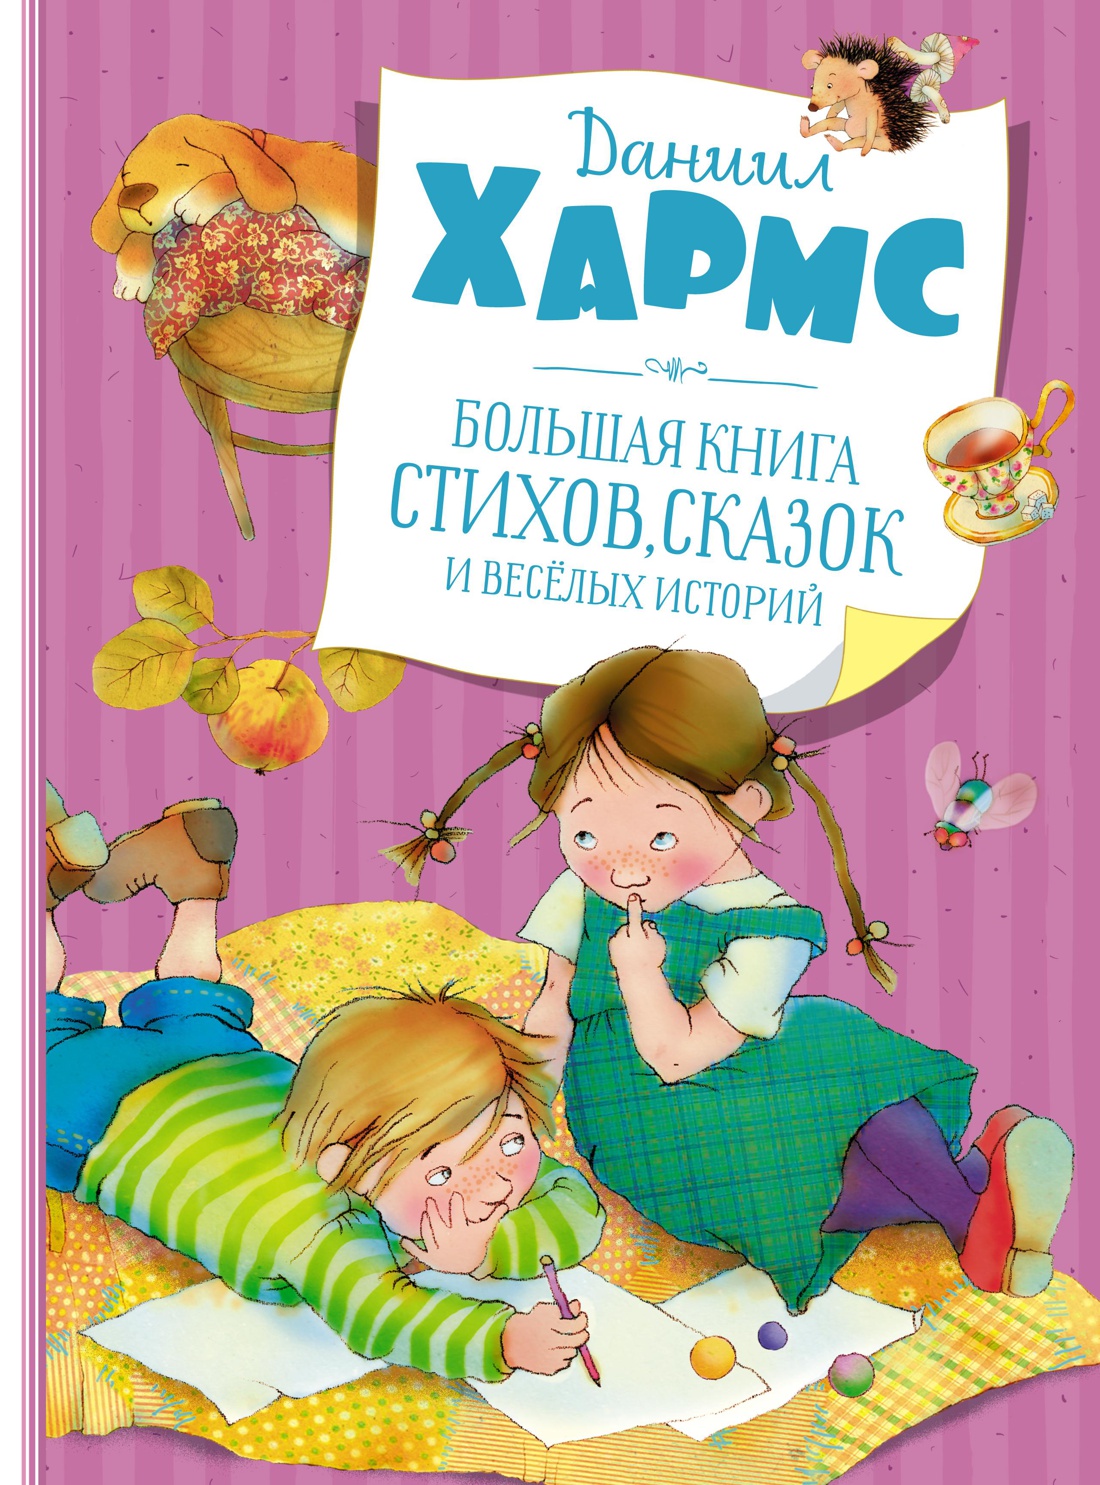 Даниил
ХАРМС
БОЛЬШАЯ КНИГА
СТИХОВ, СКАЗОК
И ВЕСЁЛЫХ ИСТОРИЙ